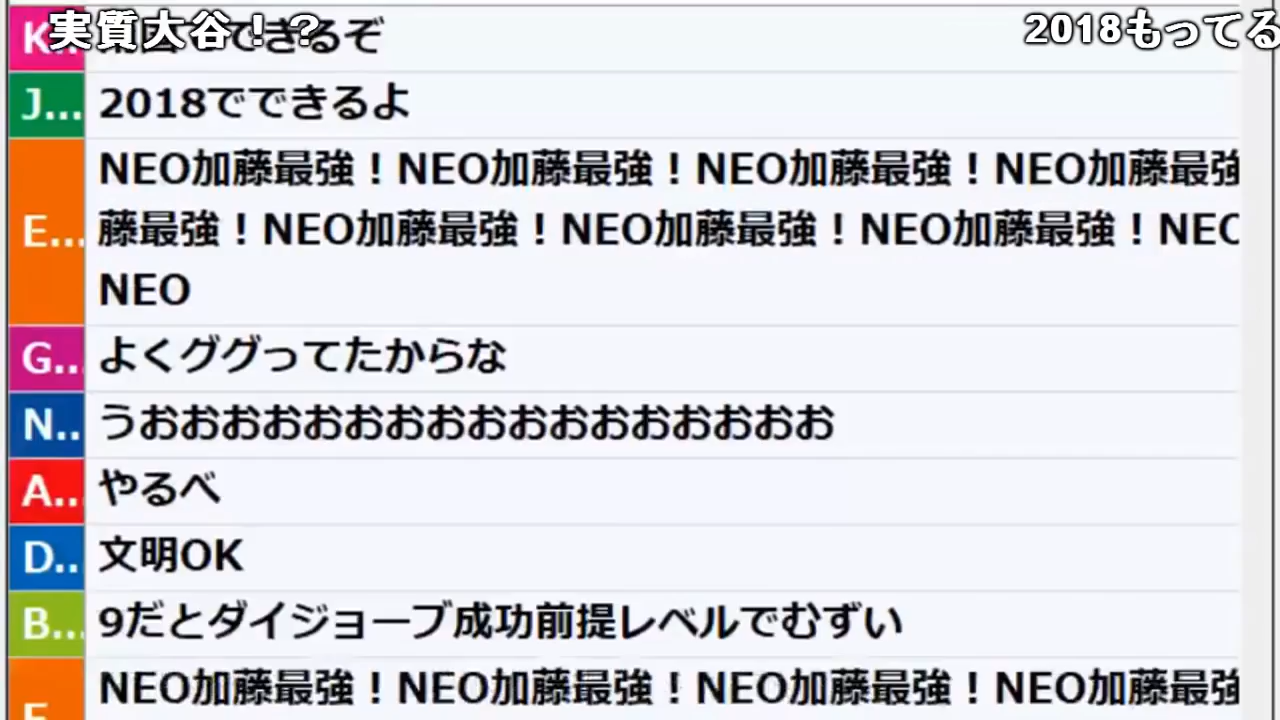 実質大谷！？
2018もってる
K..
できるぞ
J...
2018でできるよ
E...
NEO加藤最強！NEO加藤最強！NEO加藤最強！NEO加藤最強
藤最強！NEO加藤最強！NEO加藤最強！NEO加藤最強！NEO
NEO
G..
よくググってたからな
N..
うおおおおおおおおおおおおおおおおお
A..
やるべ
D..
文明OK
B...
9だとダイジョーブ成功前提レベルでむずい
E
NEO加藤最強！NEO加藤最強！NEO加藤最強！NEO加藤最強